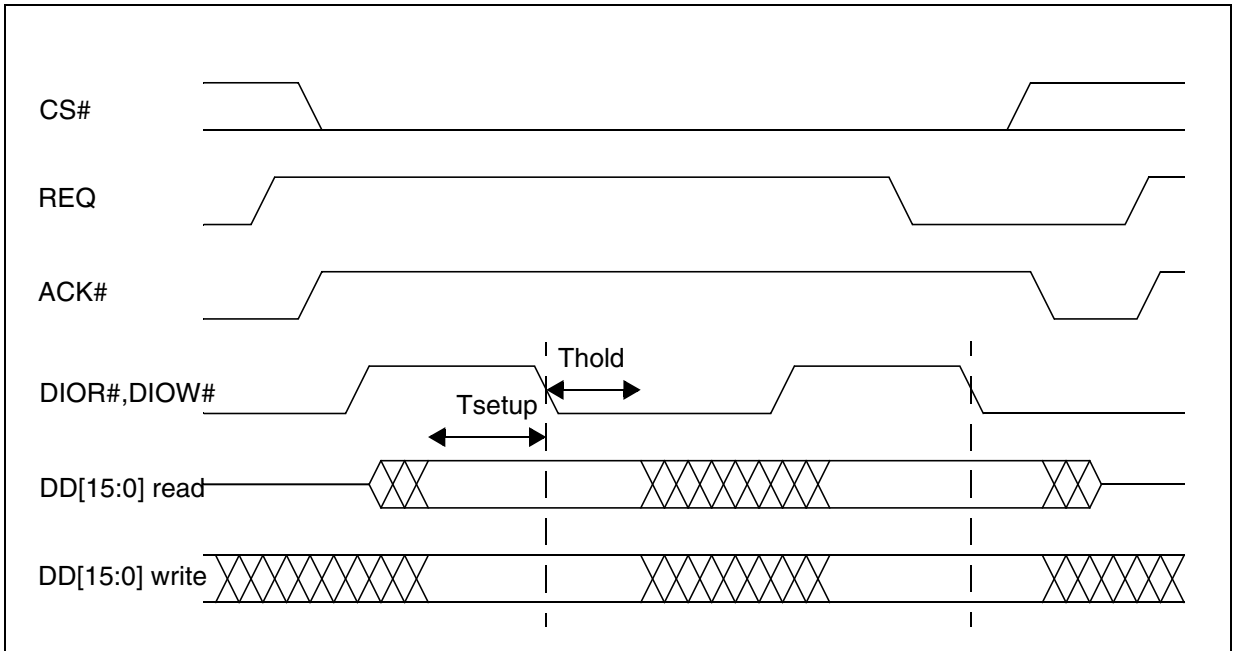 CS#
REQ
ACK#
Thold
DIOR#,DIOW#
Tsetup
DD[15:0] read
DD[15:0] write